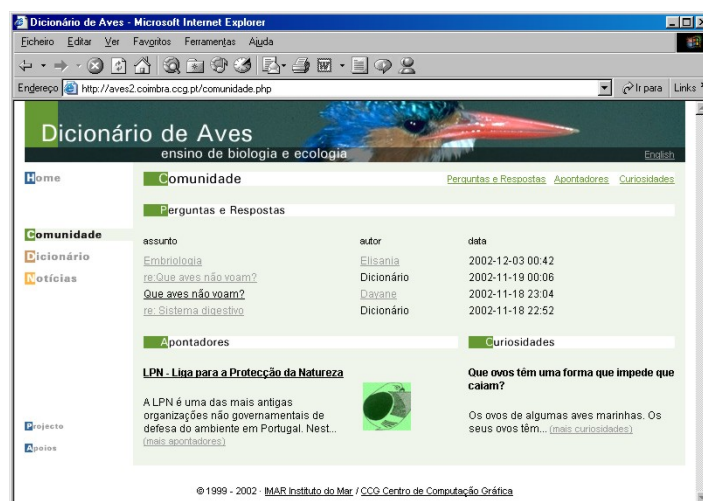 Dicionário de Aves - Microsoft Internet Explorer
Ficheiro Editar Ver Favoritos Ferramentas Ajuda
Endereço http://aves2.coimbra.ccg.pt/comunidade.php Ir para Links
Dicionário de Aves
ensino de biologia e ecologia
English
Home
Comunidade
Perguntas e Respostas Apontadores Curiosidades
Perguntas e Respostas
Comunidade
Dicionário
Notícias
assunto autor data
Embriologia Elisania 2002-12-03 00:42
re:Que aves não voam? Dicionário 2002-11-19 00:06
Que aves não voam? Dayane 2002-11-18 23:04
re: Sistema digestivo Dicionário 2002-11-18 22:52
Apontadores
LPN - Liga para a Protecção da Natureza
A LPN é uma das mais antigas
organizações não governamentais de
defesa do ambiente em Portugal. Nest...
(mais apontadores)
Curiosidades
Que ovos têm uma forma que impede que
caiam?
Os ovos de algumas aves marinhas. Os
seus ovos têm... (mais curiosidades)
Projecto
Apoios
© 1999 - 2002 · IMAR Instituto do Mar / CCG Centro de Computação Gráfica